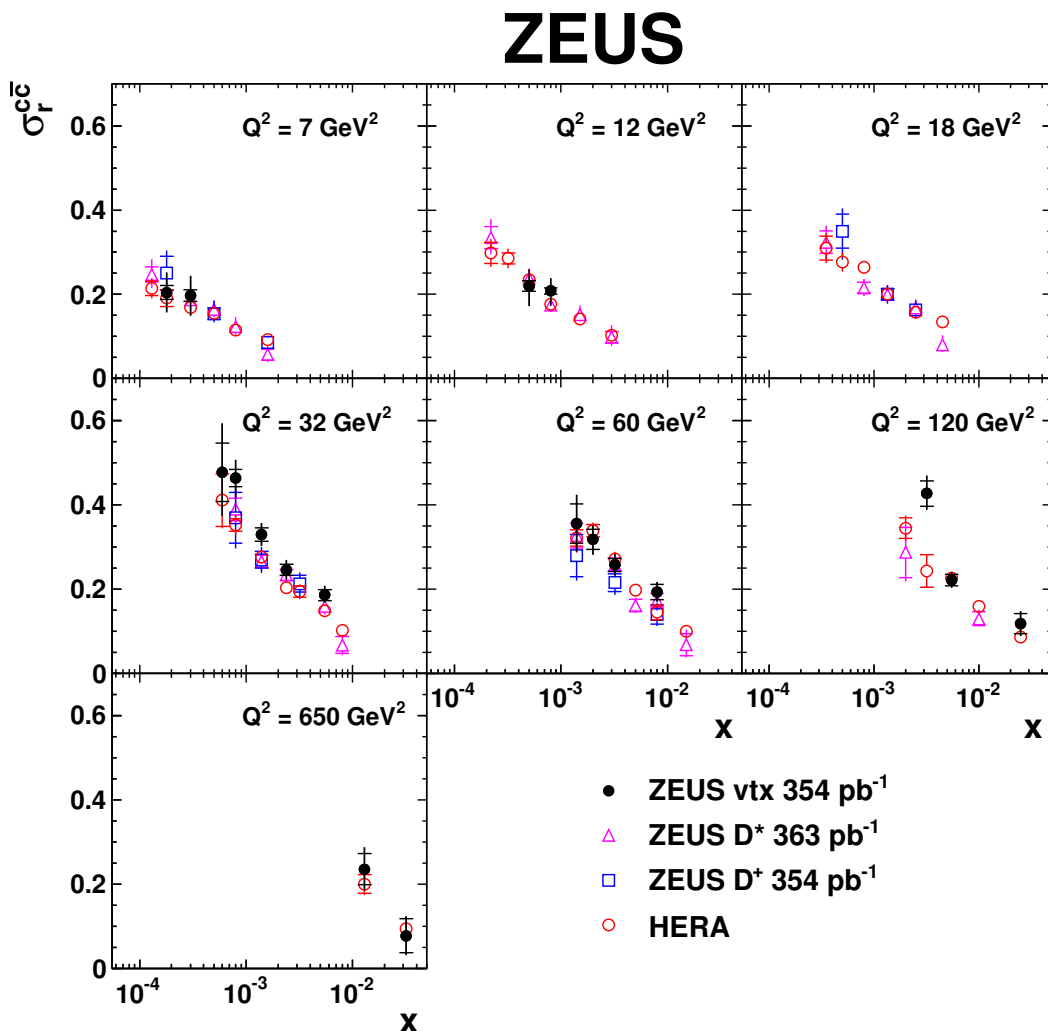 ZEUS
σ_r^{cc̄}
Q² = 7 GeV²
Q² = 12 GeV²
Q² = 18 GeV²
0.6
0.4
0.2
0
Q² = 32 GeV²
Q² = 60 GeV²
Q² = 120 GeV²
0.6
0.4
0.2
0
10⁻⁴ 10⁻³ 10⁻²
x
10⁻⁴ 10⁻³ 10⁻²
x
Q² = 650 GeV²
0.6
0.4
0.2
0
10⁻⁴ 10⁻³ 10⁻²
x
ZEUS vtx 354 pb⁻¹
ZEUS D* 363 pb⁻¹
ZEUS D⁺ 354 pb⁻¹
HERA